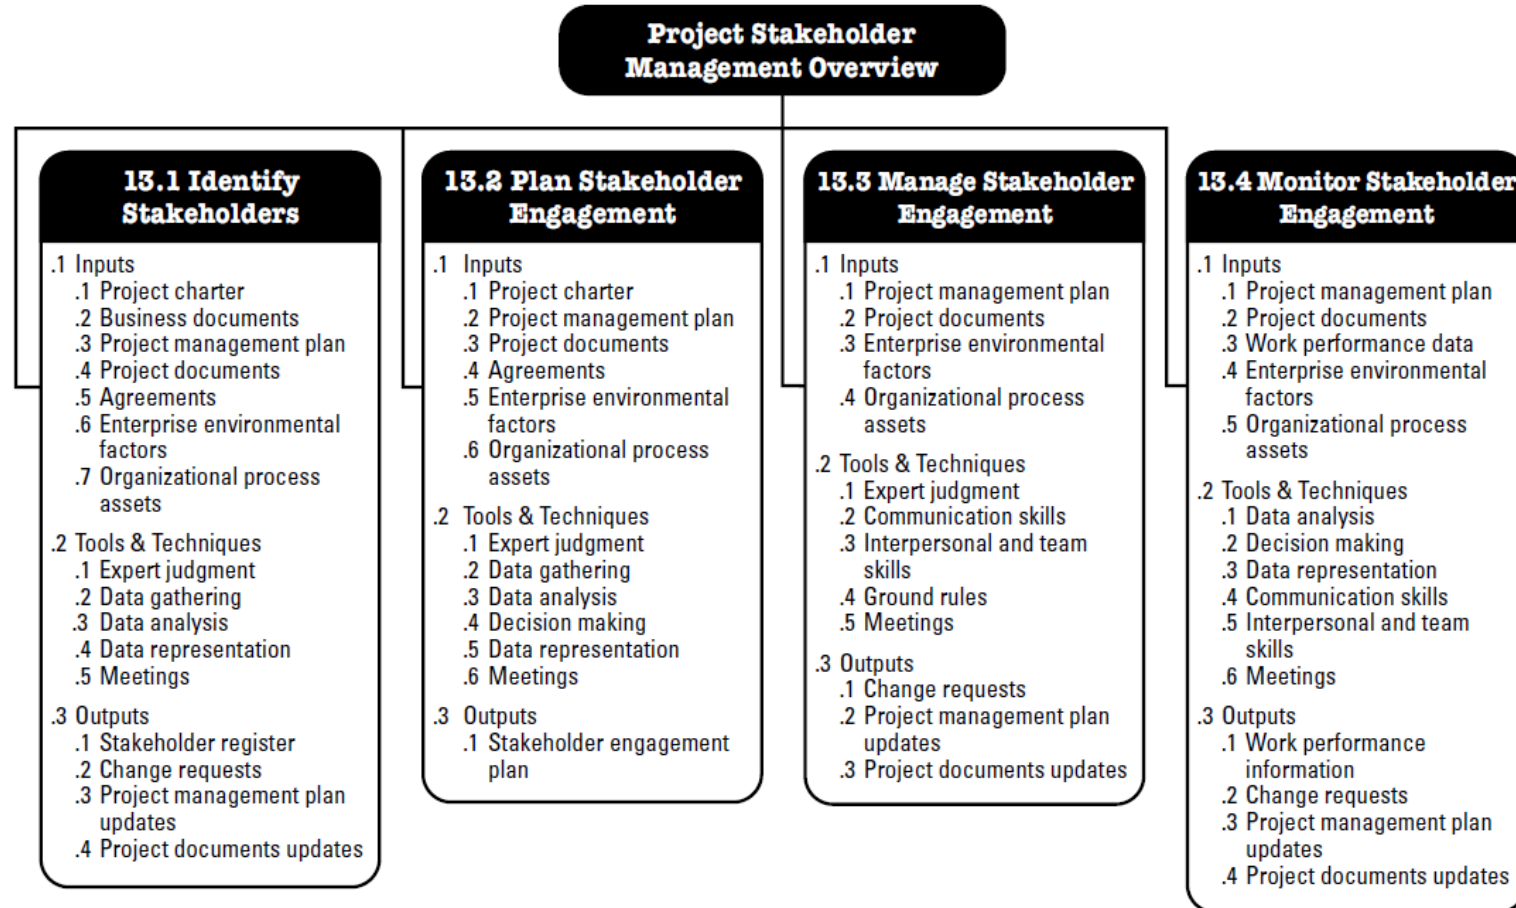 Project Stakeholder
Management Overview
13.1 Identify
Stakeholders
.1 Inputs
.1 Project charter
.2 Business documents
.3 Project management plan
.4 Project documents
.5 Agreements
.6 Enterprise environmental
factors
.7 Organizational process
assets
.2 Tools & Techniques
.1 Expert judgment
.2 Data gathering
.3 Data analysis
.4 Data representation
.5 Meetings
.3 Outputs
.1 Stakeholder register
.2 Change requests
.3 Project management plan
updates
.4 Project documents updates
13.2 Plan Stakeholder
Engagement
.1 Inputs
.1 Project charter
.2 Project management plan
.3 Project documents
.4 Agreements
.5 Enterprise environmental
factors
.6 Organizational process
assets
.2 Tools & Techniques
.1 Expert judgment
.2 Data gathering
.3 Data analysis
.4 Decision making
.5 Data representation
.6 Meetings
.3 Outputs
.1 Stakeholder engagement
plan
13.3 Manage Stakeholder
Engagement
.1 Inputs
.1 Project management plan
.2 Project documents
.3 Enterprise environmental
factors
.4 Organizational process
assets
.2 Tools & Techniques
.1 Expert judgment
.2 Communication skills
.3 Interpersonal and team
skills
.4 Ground rules
.5 Meetings
.3 Outputs
.1 Change requests
.2 Project management plan
updates
.3 Project documents updates
13.4 Monitor Stakeholder
Engagement
.1 Inputs
.1 Project management plan
.2 Project documents
.3 Work performance data
.4 Enterprise environmental
factors
.5 Organizational process
assets
.2 Tools & Techniques
.1 Data analysis
.2 Decision making
.3 Data representation
.4 Communication skills
.5 Interpersonal and team
skills
.6 Meetings
.3 Outputs
.1 Work performance
information
.2 Change requests
.3 Project management plan
updates
.4 Project documents updates